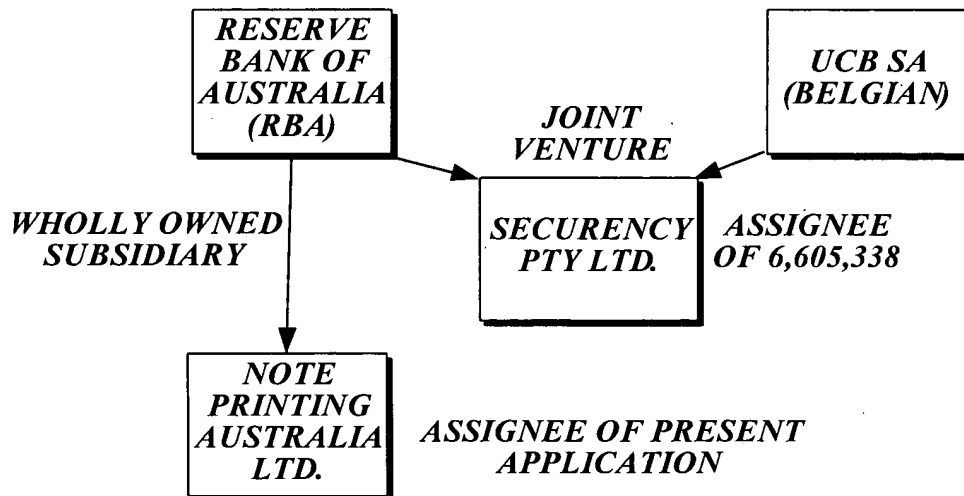 RESERVE
BANK OF
AUSTRALIA
(RBA)
UCB SA
(BELGIAN)
JOINT
VENTURE
WHOLLY OWNED
SUBSIDIARY
SECURENCY
PTY LTD.
ASSIGNEE
OF 6,605,338
NOTE
PRINTING
AUSTRALIA
LTD.
ASSIGNEE OF PRESENT
APPLICATION